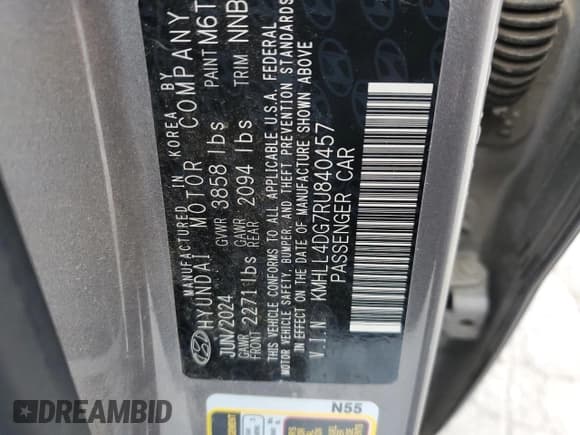 MANUFACTURED IN KOREA BY
HYUNDAI MOTOR COMPANY
JUN/2024 GVWR 3858 lbs PAINT M6T
GAWR FRONT 2271 lbs GAWR REAR 2094 lbs TRIM NNB
THIS VEHICLE CONFORMS TO ALL APPLICABLE U.S.A. FEDERAL
MOTOR VEHICLE SAFETY, BUMPER, AND THEFT PREVENTION STANDARDS
IN EFFECT ON THE DATE OF MANUFACTURE SHOWN ABOVE
V.I.N. KMHLL4DG7RU840457
PASSENGER CAR
N55
DREAMBID